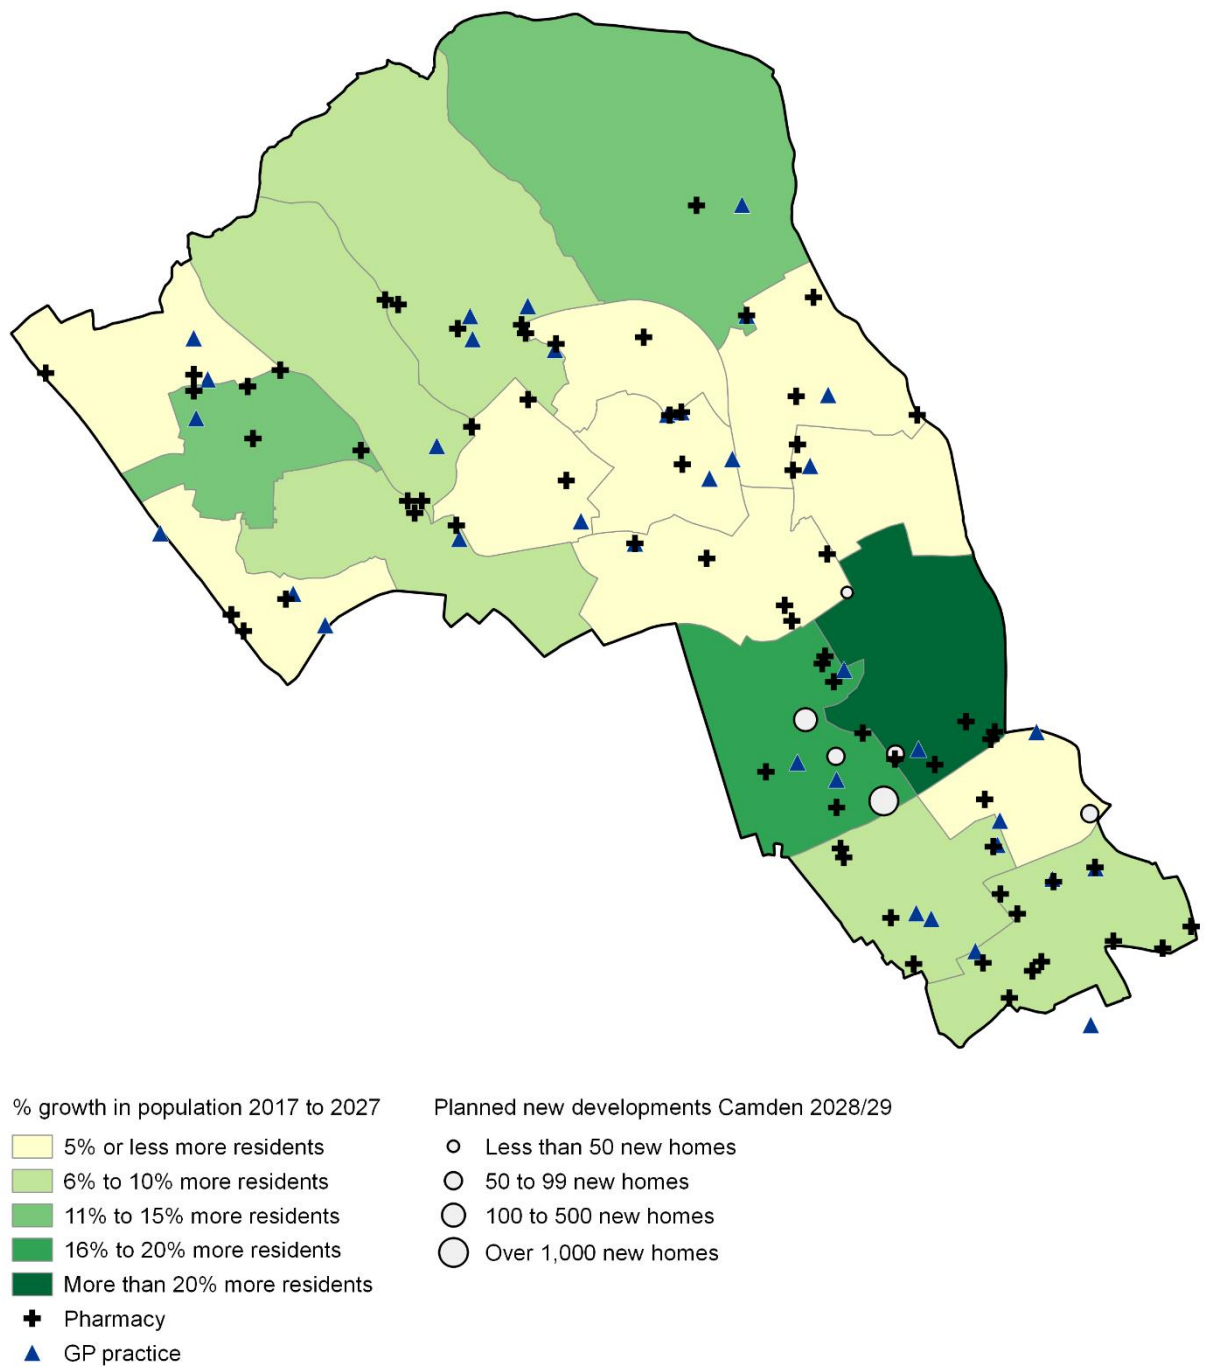 % growth in population 2017 to 2027
5% or less more residents
6% to 10% more residents
11% to 15% more residents
16% to 20% more residents
More than 20% more residents
Pharmacy
GP practice
Planned new developments Camden 2028/29
Less than 50 new homes
50 to 99 new homes
100 to 500 new homes
Over 1,000 new homes